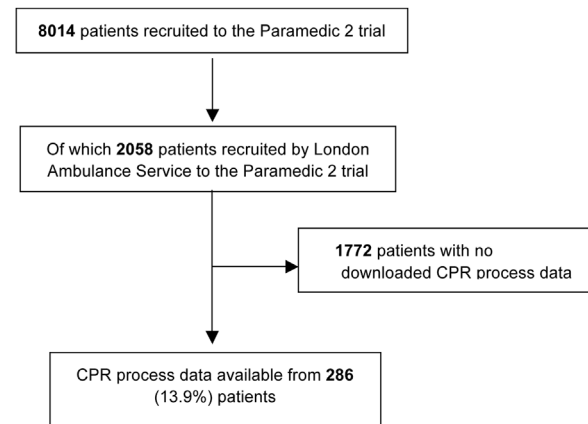 8014 patients recruited to the Paramedic 2 trial
Of which 2058 patients recruited by London
Ambulance Service to the Paramedic 2 trial
1772 patients with no
downloaded CPR process data
CPR process data available from 286
(13.9%) patients